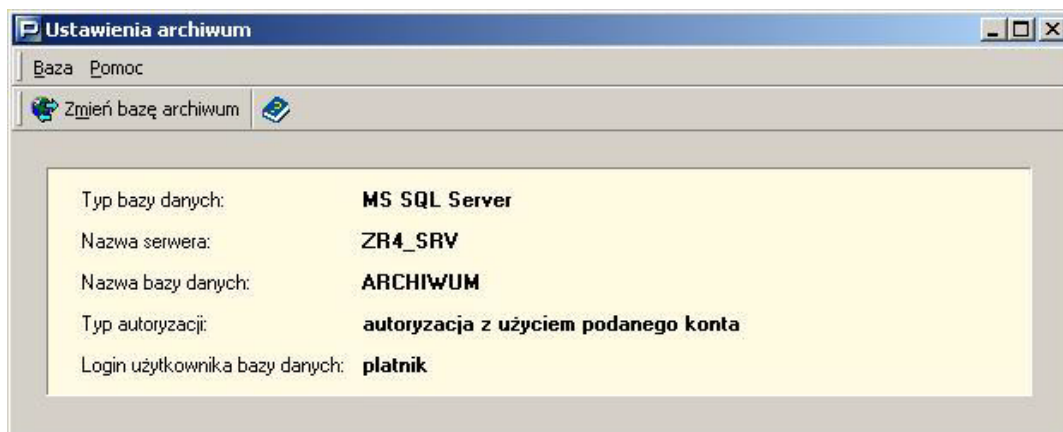 Ustawienia archiwum
Baza Pomoc
Zmień bazę archiwum
Typ bazy danych: MS SQL Server
Nazwa serwera: ZR4_SRV
Nazwa bazy danych: ARCHIWUM
Typ autoryzacji: autoryzacja z użyciem podanego konta
Login użytkownika bazy danych: platnik